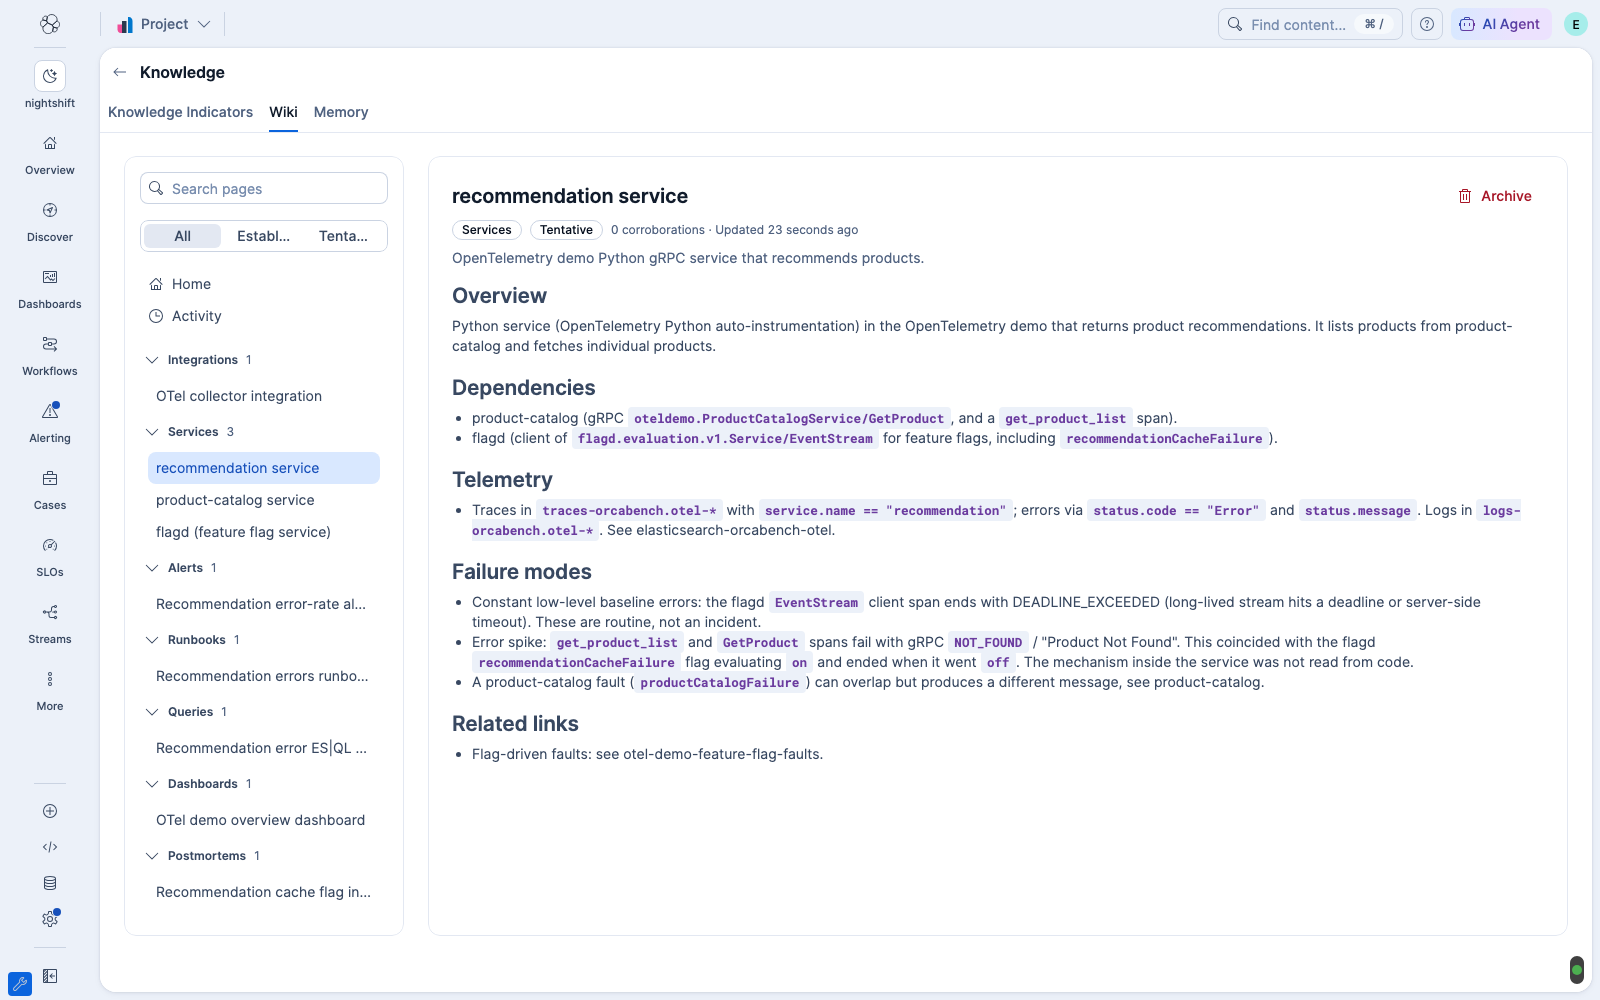 Project
Find content...
⌘ /
AI Agent
E
nightshift
Overview
Discover
Dashboards
Workflows
Alerting
Cases
SLOs
Streams
More
Knowledge
Knowledge Indicators
Wiki
Memory
Search pages
All
Establ...
Tenta...
Home
Activity
Integrations 1
OTel collector integration
Services 3
recommendation service
product-catalog service
flagd (feature flag service)
Alerts 1
Recommendation error-rate al...
Runbooks 1
Recommendation errors runbo...
Queries 1
Recommendation error ES|QL ...
Dashboards 1
OTel demo overview dashboard
Postmortems 1
Recommendation cache flag in...
recommendation service
Archive
Services Tentative 0 corroborations · Updated 23 seconds ago
OpenTelemetry demo Python gRPC service that recommends products.
Overview
Python service (OpenTelemetry Python auto-instrumentation) in the OpenTelemetry demo that returns product recommendations. It lists products from product-
catalog and fetches individual products.
Dependencies
• product-catalog (gRPC oteldemo.ProductCatalogService/GetProduct , and a get_product_list span).
• flagd (client of flagd.evaluation.v1.Service/EventStream for feature flags, including recommendationCacheFailure ).
Telemetry
• Traces in traces-orcabench.otel-* with service.name == "recommendation" ; errors via status.code == "Error" and status.message . Logs in logs-
orcabench.otel-* . See elasticsearch-orcabench-otel.
Failure modes
• Constant low-level baseline errors: the flagd EventStream client span ends with DEADLINE_EXCEEDED (long-lived stream hits a deadline or server-side
timeout). These are routine, not an incident.
• Error spike: get_product_list and GetProduct spans fail with gRPC NOT_FOUND / "Product Not Found". This coincided with the flagd
recommendationCacheFailure flag evaluating on and ended when it went off . The mechanism inside the service was not read from code.
• A product-catalog fault ( productCatalogFailure ) can overlap but produces a different message, see product-catalog.
Related links
• Flag-driven faults: see otel-demo-feature-flag-faults.